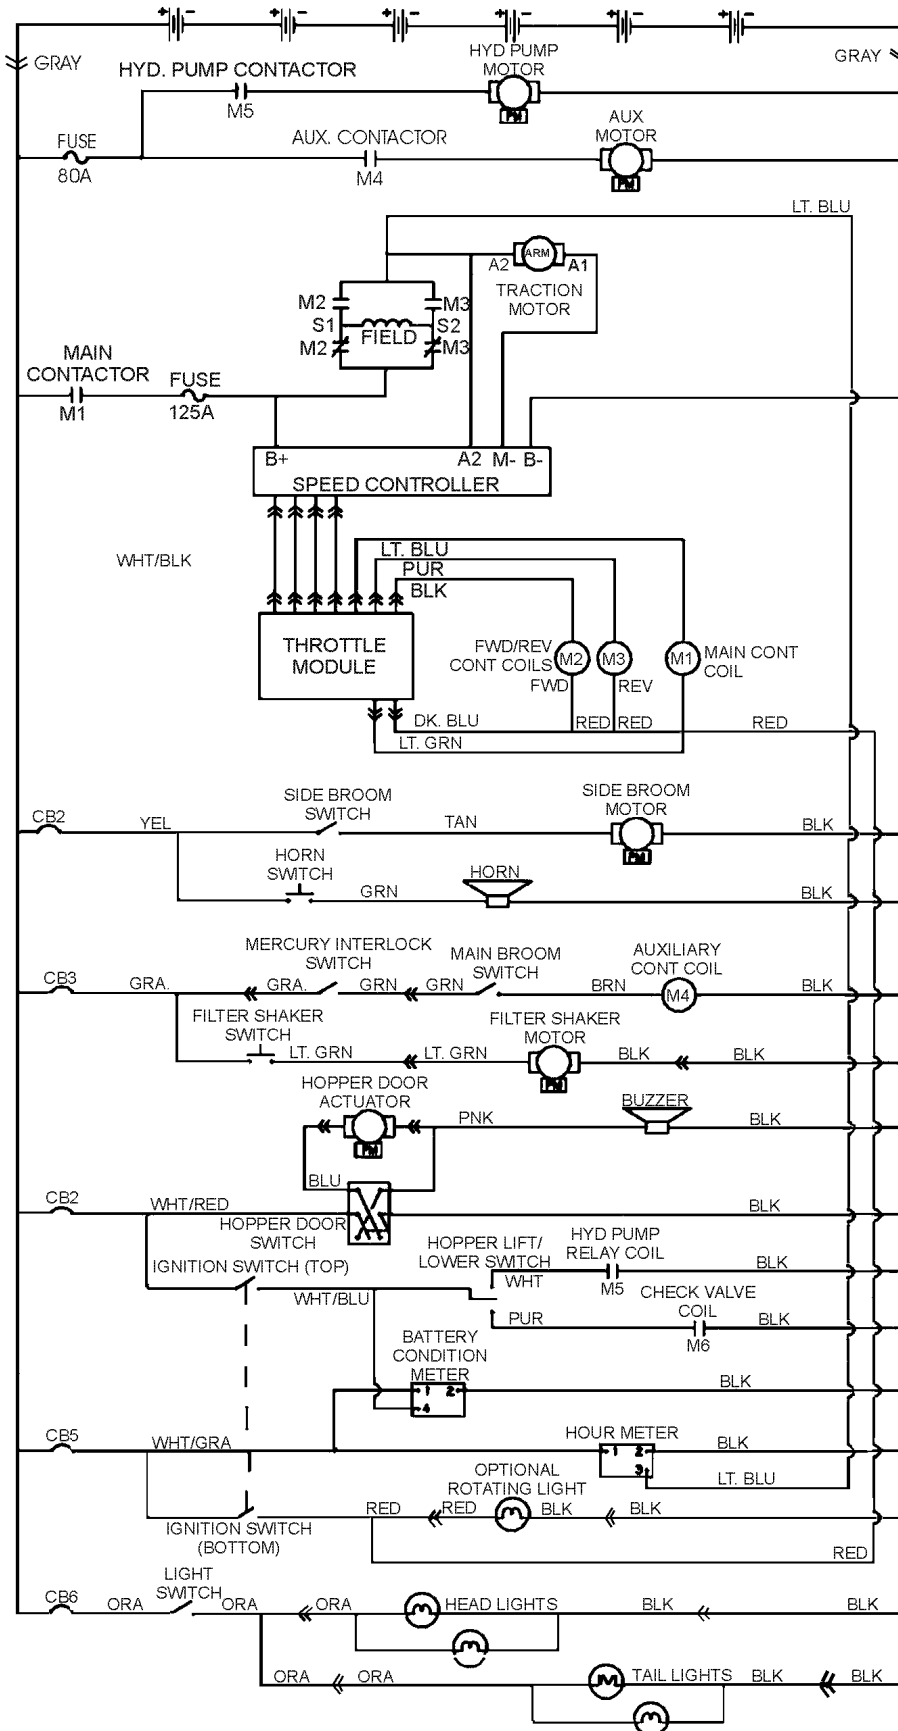 + - + - + - + - + - + -
GRAY
GRAY
HYD. PUMP CONTACTOR
M5
HYD PUMP
MOTOR
PM
FUSE
80A
AUX. CONTACTOR
M4
AUX
MOTOR
PM
LT. BLU
A2
ARM
A1
TRACTION
MOTOR
M2
M3
S1
FIELD
S2
M2
M3
MAIN
CONTACTOR
M1
FUSE
125A
B+
A2
M-
B-
SPEED CONTROLLER
WHT/BLK
LT. BLU
PUR
BLK
THROTTLE
MODULE
FWD/REV
CONT COILS
M2
M3
M1
MAIN CONT
COIL
FWD
REV
DK. BLU
RED
RED
RED
LT. GRN
CB2
YEL
SIDE BROOM
SWITCH
TAN
SIDE BROOM
MOTOR
PM
BLK
HORN
SWITCH
GRN
HORN
BLK
CB3
GRA.
MERCURY INTERLOCK
SWITCH
GRA.
GRN
GRN
MAIN BROOM
SWITCH
BRN
AUXILIARY
CONT COIL
M4
BLK
FILTER SHAKER
SWITCH
LT. GRN
LT. GRN
FILTER SHAKER
MOTOR
PM
BLK
BLK
HOPPER DOOR
ACTUATOR
PM
PNK
BUZZER
BLK
BLU
CB2
WHT/RED
HOPPER DOOR
SWITCH
BLK
IGNITION SWITCH (TOP)
WHT/BLU
HOPPER LIFT/
LOWER SWITCH
WHT
HYD PUMP
RELAY COIL
M5
BLK
PUR
CHECK VALVE
COIL
M6
BLK
BATTERY
CONDITION
METER
1 2
4
BLK
CB5
WHT/GRA
HOUR METER
1 2
3
BLK
LT. BLU
OPTIONAL
ROTATING LIGHT
RED
RED
BLK
BLK
IGNITION SWITCH
(BOTTOM)
RED
CB6
ORA
LIGHT
SWITCH
ORA
ORA
HEAD LIGHTS
BLK
BLK
ORA
ORA
TAIL LIGHTS
BLK
BLK